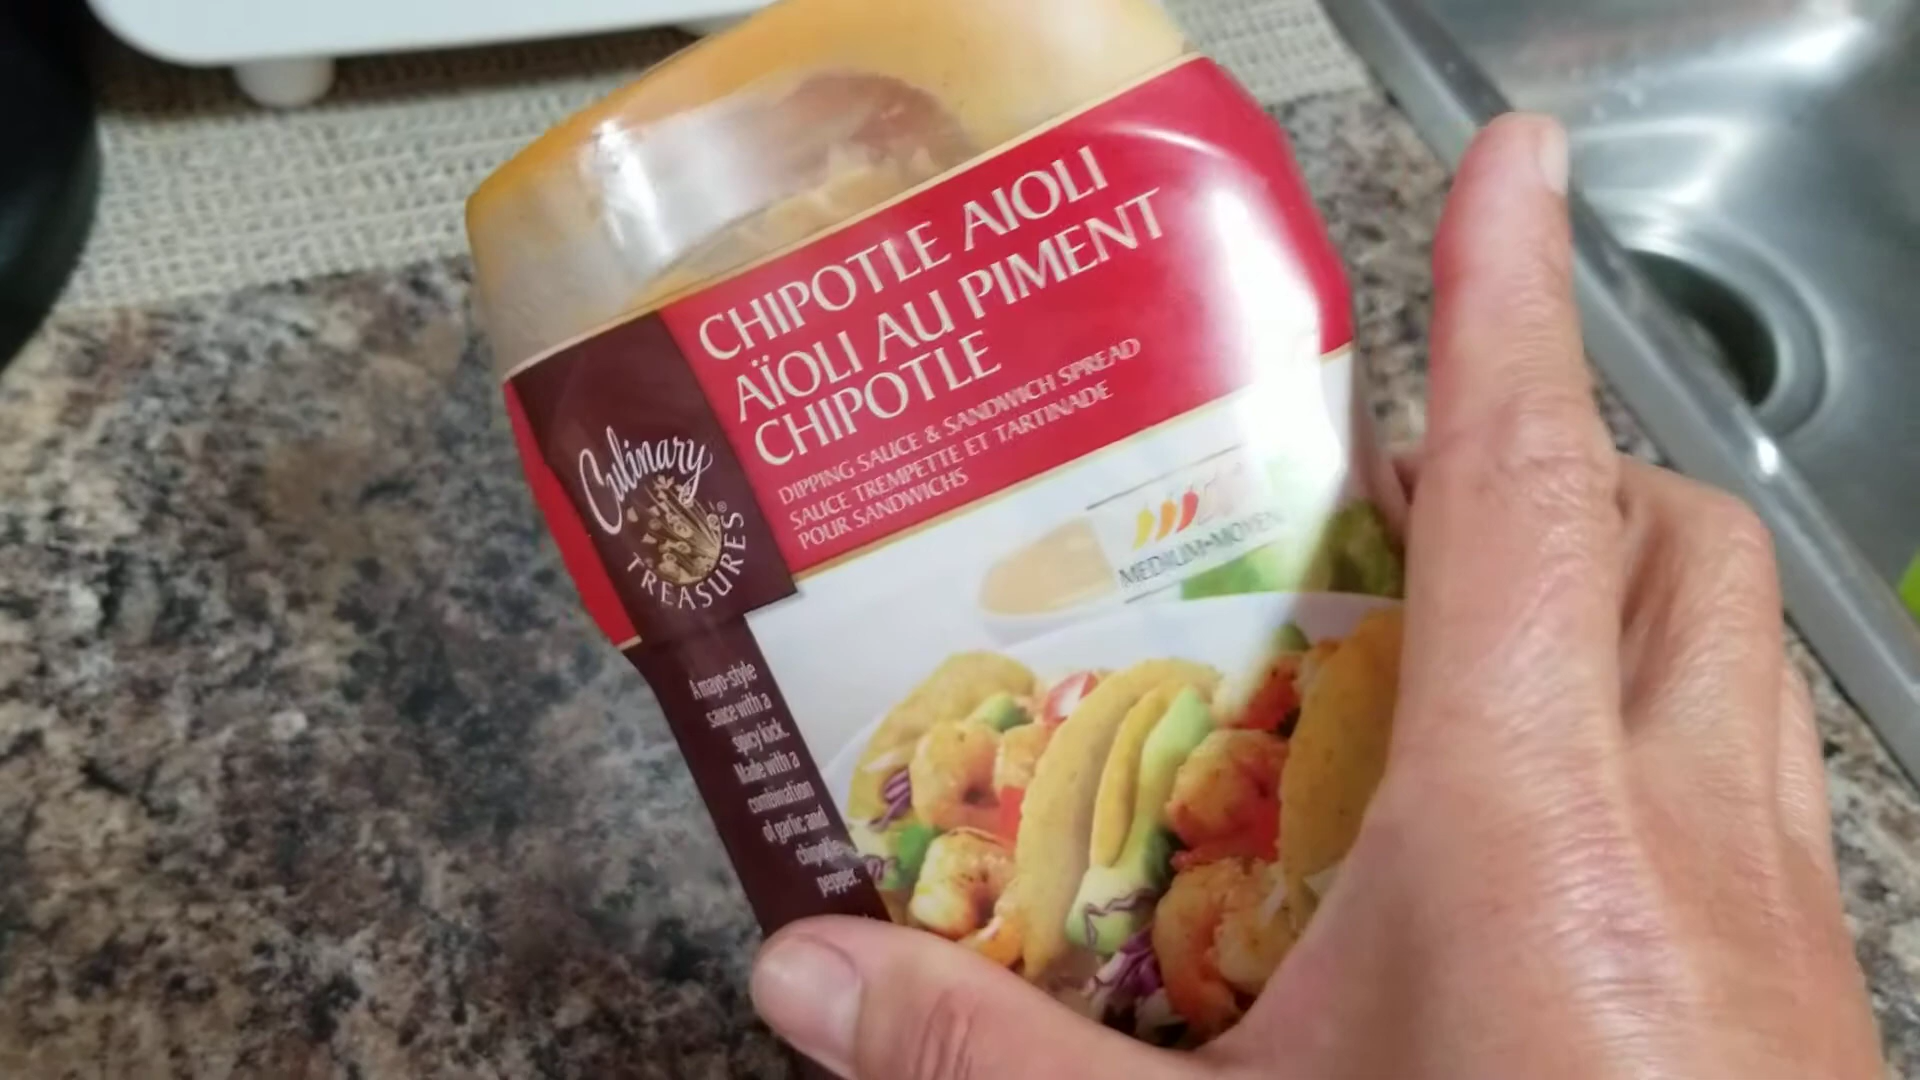 CHIPOTLE AIOLI
AÏOLI AU PIMENT
CHIPOTLE
DIPPING SAUCE & SANDWICH SPREAD
SAUCE TREMPETTE ET TARTINADE
POUR SANDWICHS
Culinary
TREASURES®
MEDIUM•MOYEN
A mayo-style
sauce with a
spicy kick.
Made with a
combination
of garlic and
chipotle
pepper.